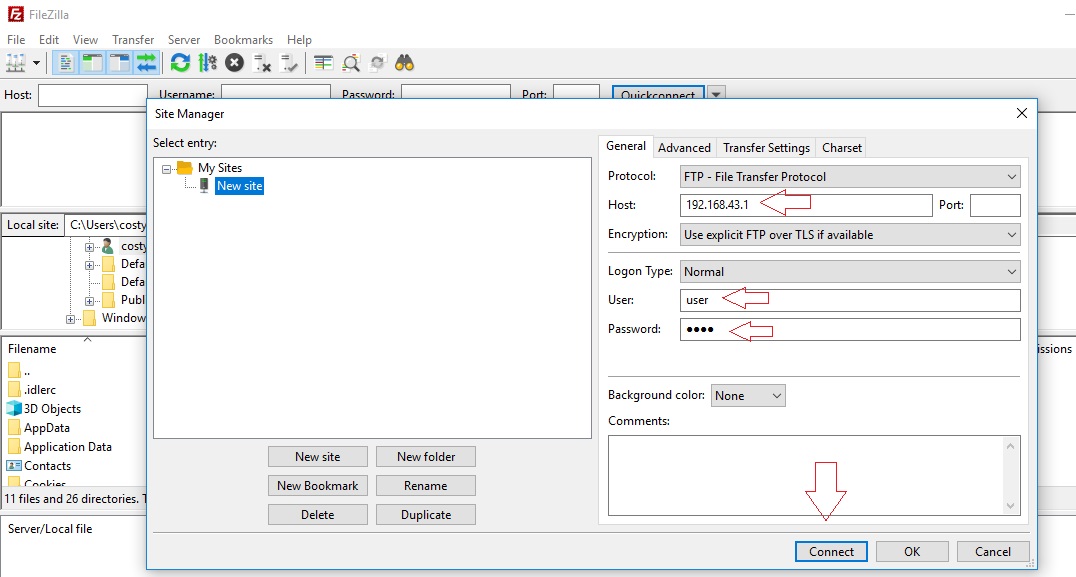 FileZilla
File Edit View Transfer Server Bookmarks Help
Host: Username: Password: Port: Quickconnect
Site Manager
Select entry:
My Sites
New site
General Advanced Transfer Settings Charset
Protocol: FTP - File Transfer Protocol
Host: 192.168.43.1 Port:
Encryption: Use explicit FTP over TLS if available
Logon Type: Normal
User: user
Password: ●●●●
Background color: None
Comments:
New site New folder
New Bookmark Rename
Delete Duplicate
Connect OK Cancel
Local site: C:\Users\costy
costy
Defa
Defa
Publ
Window
Filename
..
.idlerc
3D Objects
AppData
Application Data
Contacts
Cookies
11 files and 26 directories. T
Server/Local file
issions